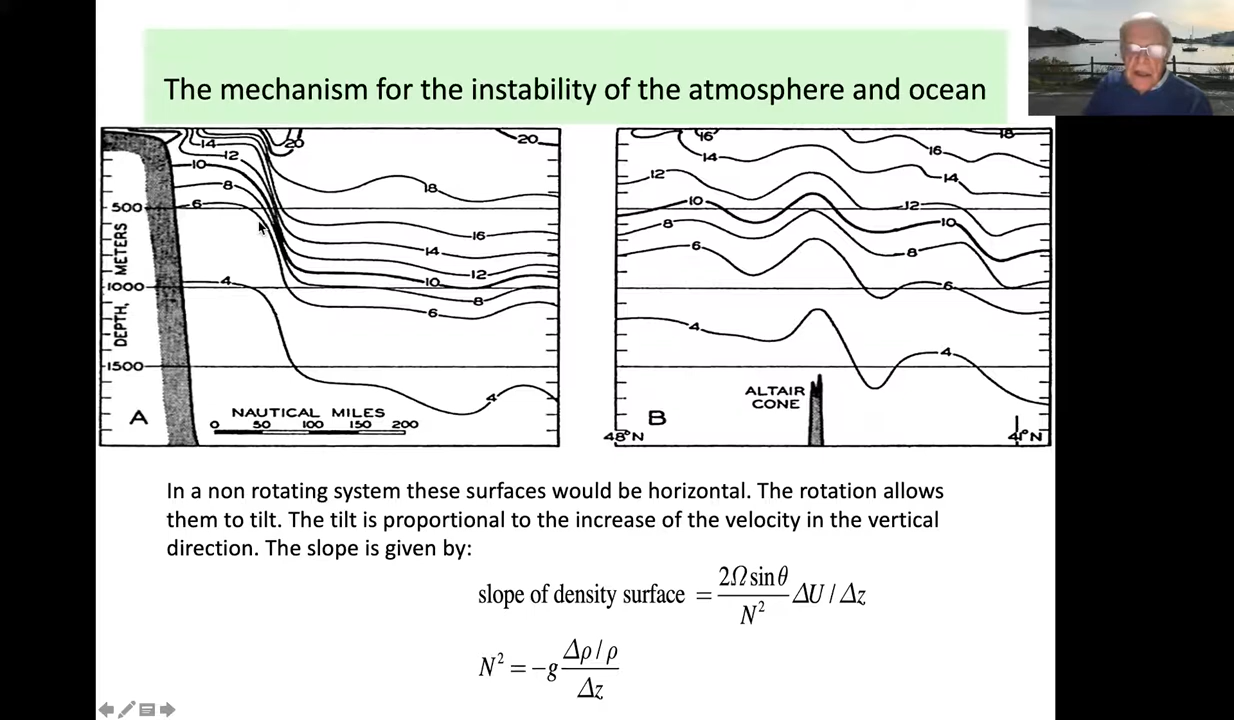 The mechanism for the instability of the atmosphere and ocean
14
20
12
10
8
6
4
18
20
16
14
12
10
8
6
4
500
1000
1500
DEPTH, METERS
A
NAUTICAL MILES
0 50 100 150 200
16
18
14
16
12
14
10
12
8
10
6
8
4
6
4
ALTAIR
CONE
B
48°N
41°N
In a non rotating system these surfaces would be horizontal. The rotation allows
them to tilt. The tilt is proportional to the increase of the velocity in the vertical
direction. The slope is given by:
slope of density surface = 2Ω sin θ / N² ΔU / Δz
N² = −g Δρ / ρ / Δz